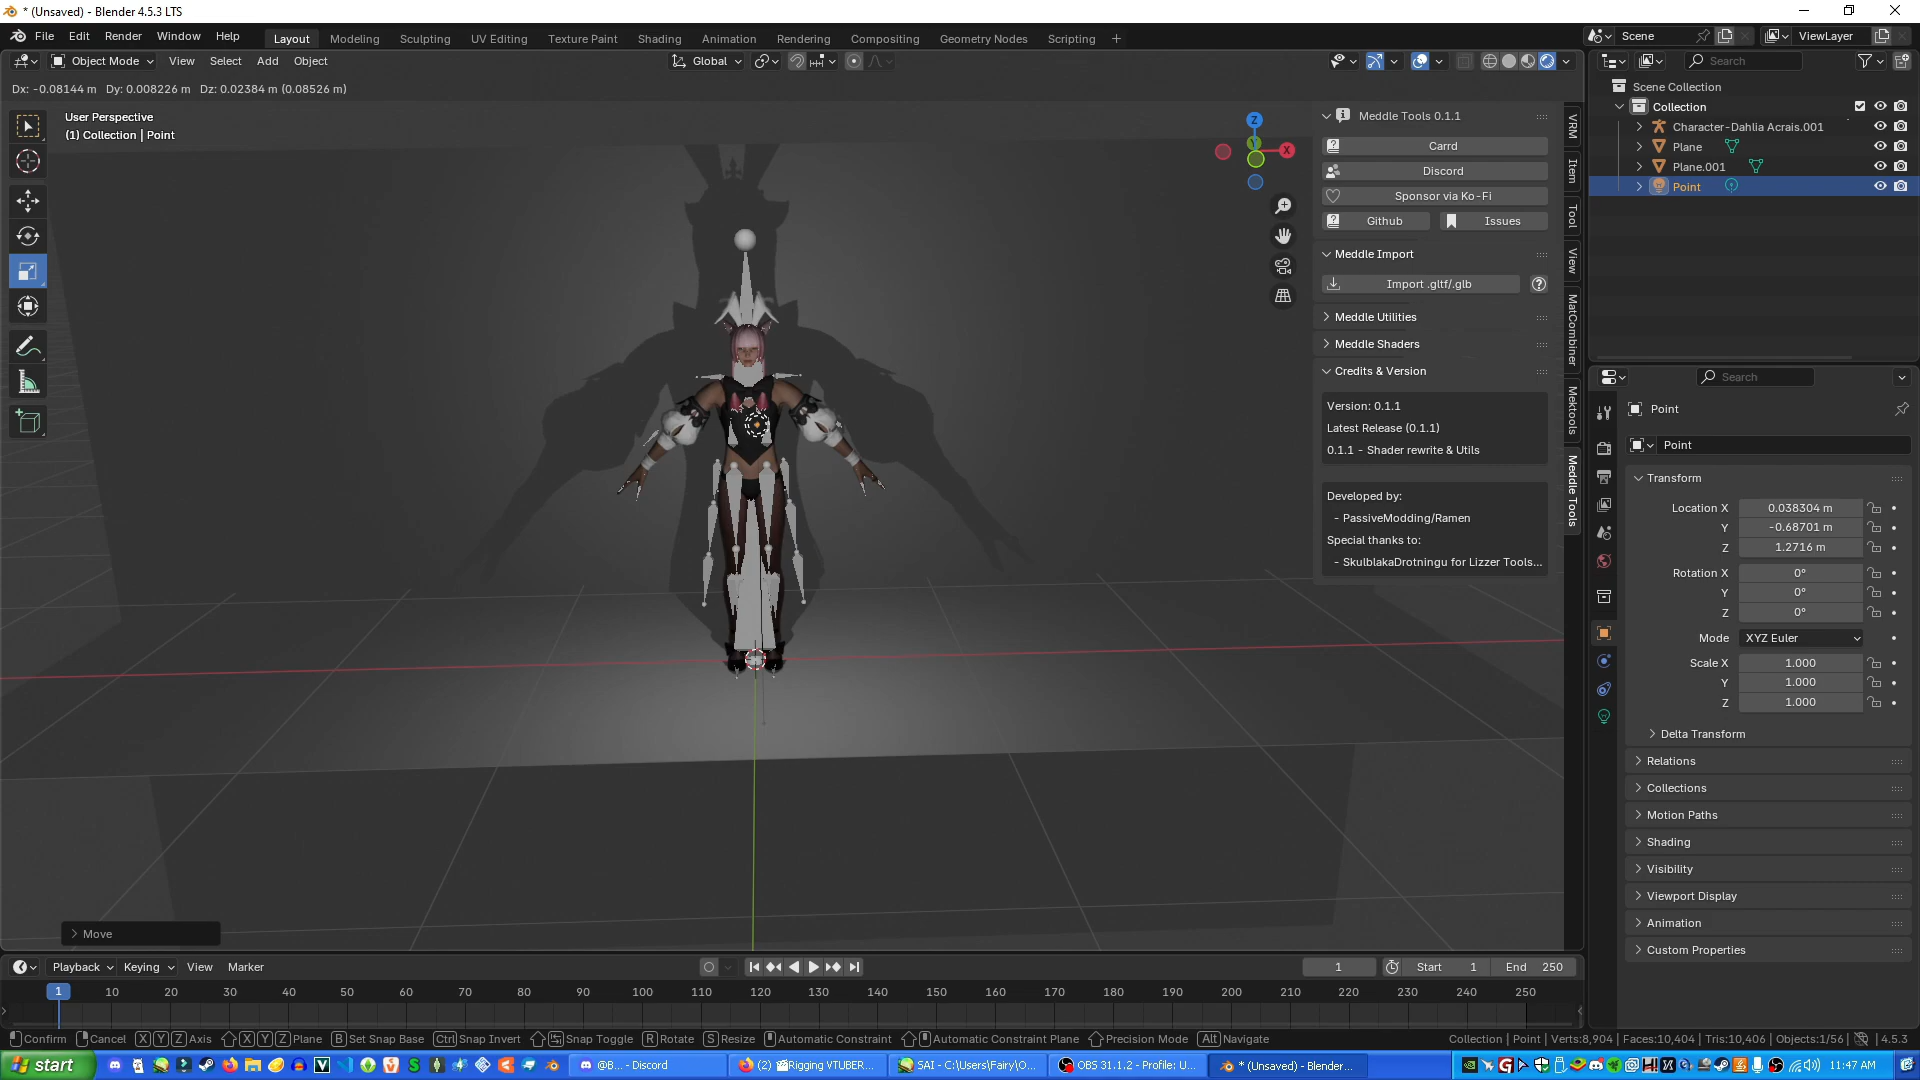 * (Unsaved) - Blender 4.5.3 LTS
File Edit Render Window Help
Layout Modeling Sculpting UV Editing Texture Paint Shading Animation Rendering Compositing Geometry Nodes Scripting +
Scene
ViewLayer
Object Mode View Select Add Object
Global
Search
Dx: -0.08144 m Dy: 0.008226 m Dz: 0.02384 m (0.08526 m)
User Perspective
(1) Collection | Point
Z
X
Y
Meddle Tools 0.1.1
Carrd
Discord
Sponsor via Ko-Fi
Github Issues
Meddle Import
Import .gltf/.glb
Meddle Utilities
Meddle Shaders
Credits & Version
Version: 0.1.1
Latest Release (0.1.1)
0.1.1 - Shader rewrite & Utils
Developed by:
- PassiveModding/Ramen
Special thanks to:
- SkulblakaDrotningu for Lizzer Tools...
VRM
Item
Tool
View
MatCombiner
Mektools
Meddle Tools
Scene Collection
Collection
Character-Dahlia Acrais.001
Plane
Plane.001
Point
Search
Point
Point
Transform
Location X 0.038304 m
Y -0.68701 m
Z 1.2716 m
Rotation X 0°
Y 0°
Z 0°
Mode XYZ Euler
Scale X 1.000
Y 1.000
Z 1.000
Delta Transform
Relations
Collections
Motion Paths
Shading
Visibility
Viewport Display
Animation
Custom Properties
Move
Playback Keying View Marker
1 Start 1 End 250
1 10 20 30 40 50 60 70 80 90 100 110 120 130 140 150 160 170 180 190 200 210 220 230 240 250
Confirm Cancel X Y Z Axis X Y Z Plane B Set Snap Base Ctrl Snap Invert Snap Toggle R Rotate S Resize Automatic Constraint Automatic Constraint Plane Precision Mode Alt Navigate
Collection | Point | Verts:8,904 | Faces:10,404 | Tris:10,406 | Objects:1/56 | 4.5.3
start
@B... - Discord
(2) Rigging VTUBER...
SAI - C:\Users\Fairy\O...
OBS 31.1.2 - Profile: U...
* (Unsaved) - Blender...
11:47 AM